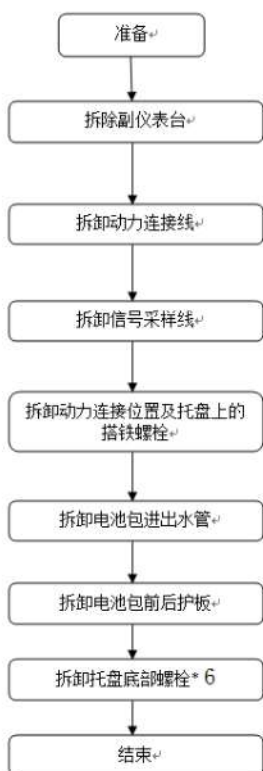 准备↵
拆除副仪表台↵
拆卸动力连接线↵
拆卸信号采样线↵
拆卸动力连接位置及托盘上的
搭铁螺栓↵
拆卸电池包进出水管↵
拆卸电池包前后护板↵
拆卸托盘底部螺栓* 6
结束↵